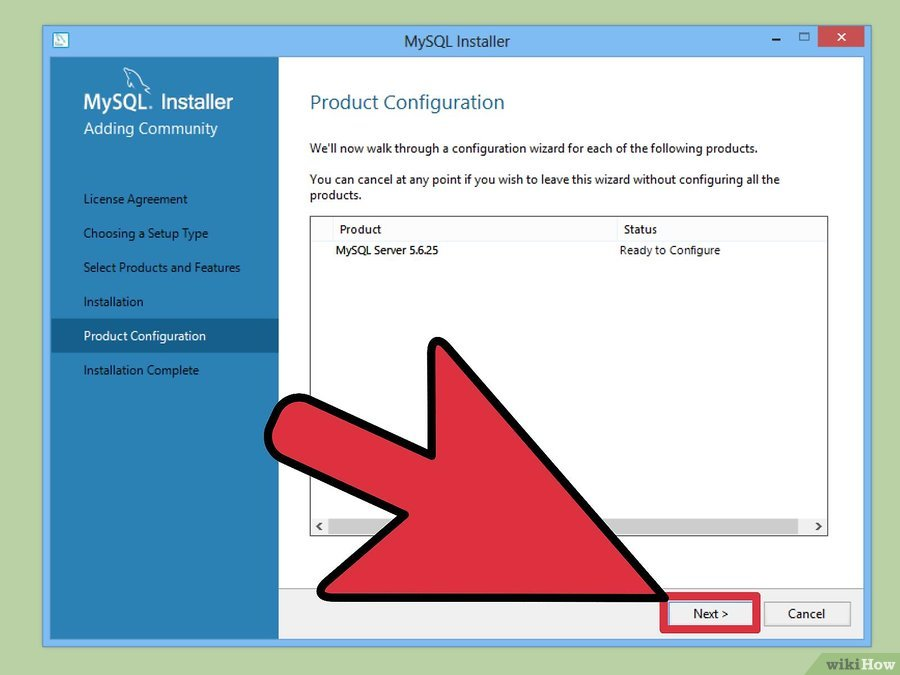 MySQL Installer
MySQL. Installer
Adding Community
License Agreement
Choosing a Setup Type
Select Products and Features
Installation
Product Configuration
Installation Complete
Product Configuration
We'll now walk through a configuration wizard for each of the following products.
You can cancel at any point if you wish to leave this wizard without configuring all the
products.
Product Status
MySQL Server 5.6.25 Ready to Configure
Next > Cancel
wikiHow